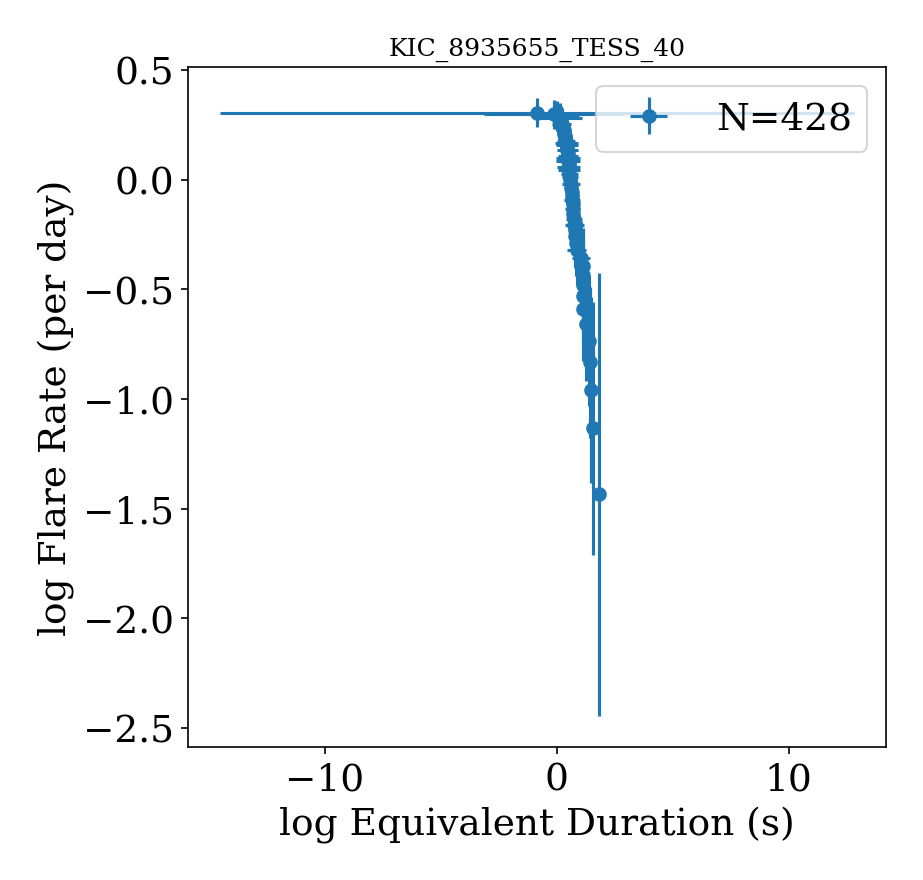 KIC_8935655_TESS_40
N=428
log Flare Rate (per day)
0.5
0.0
−0.5
−1.0
−1.5
−2.0
−2.5
−10
0
10
log Equivalent Duration (s)